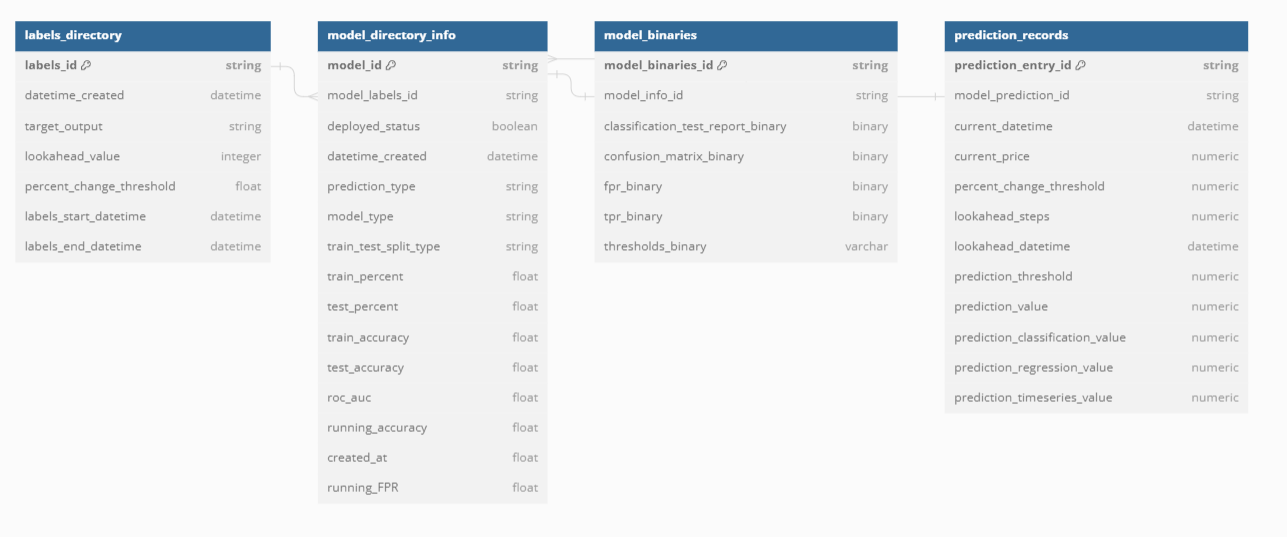 labels_directory
labels_id string
datetime_created datetime
target_output string
lookahead_value integer
percent_change_threshold float
labels_start_datetime datetime
labels_end_datetime datetime
model_directory_info
model_id string
model_labels_id string
deployed_status boolean
datetime_created datetime
prediction_type string
model_type string
train_test_split_type string
train_percent float
test_percent float
train_accuracy float
test_accuracy float
roc_auc float
running_accuracy float
created_at float
running_FPR float
model_binaries
model_binaries_id string
model_info_id string
classification_test_report_binary binary
confusion_matrix_binary binary
fpr_binary binary
tpr_binary binary
thresholds_binary varchar
prediction_records
prediction_entry_id string
model_prediction_id string
current_datetime datetime
current_price numeric
percent_change_threshold numeric
lookahead_steps numeric
lookahead_datetime datetime
prediction_threshold numeric
prediction_value numeric
prediction_classification_value numeric
prediction_regression_value numeric
prediction_timeseries_value numeric